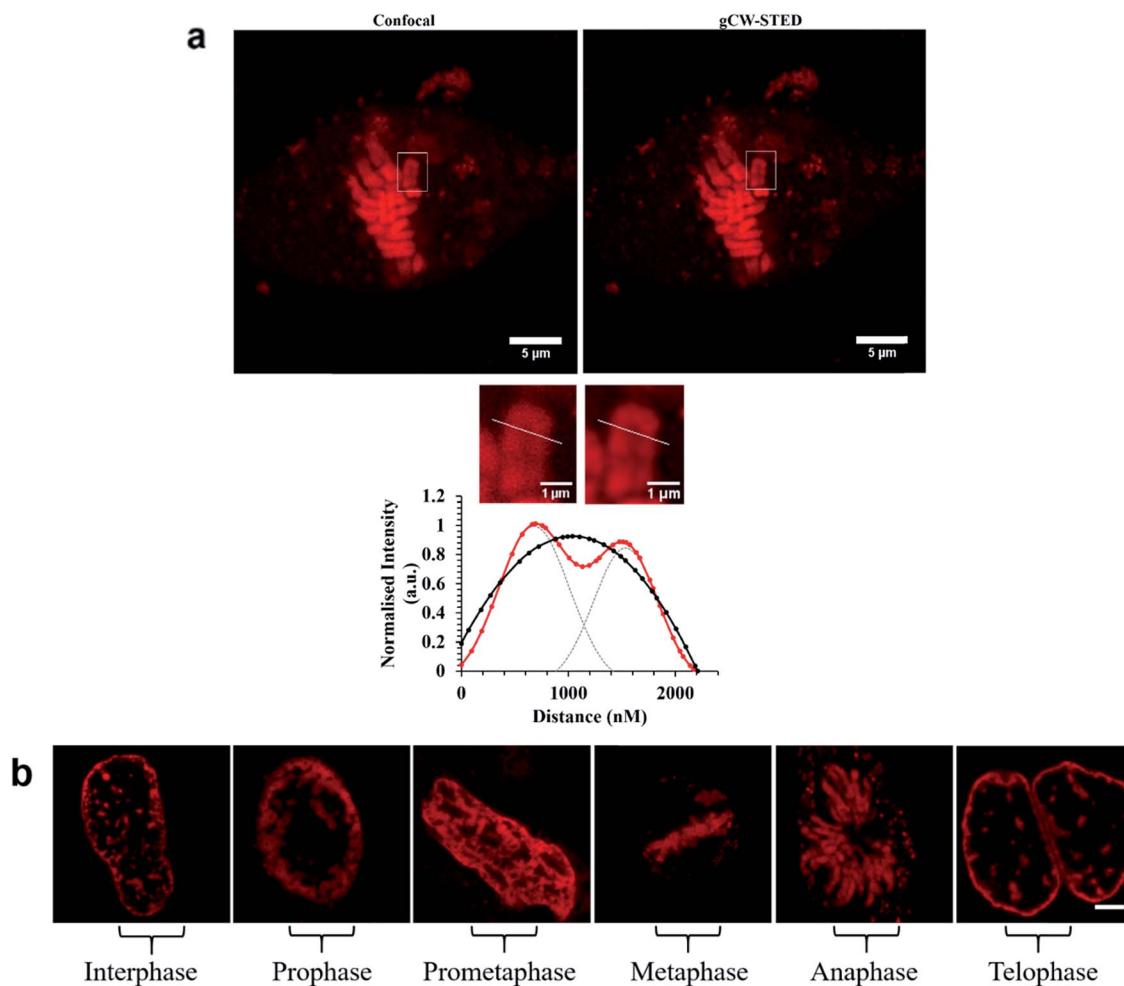 Confocal gCW-STED
a
5 µm 5 µm
1 µm 1 µm
Normalised Intensity
(a.u.)
1.2
1
0.8
0.6
0.4
0.2
0
0 1000 2000
Distance (nM)
b
Interphase Prophase Prometaphase Metaphase Anaphase Telophase